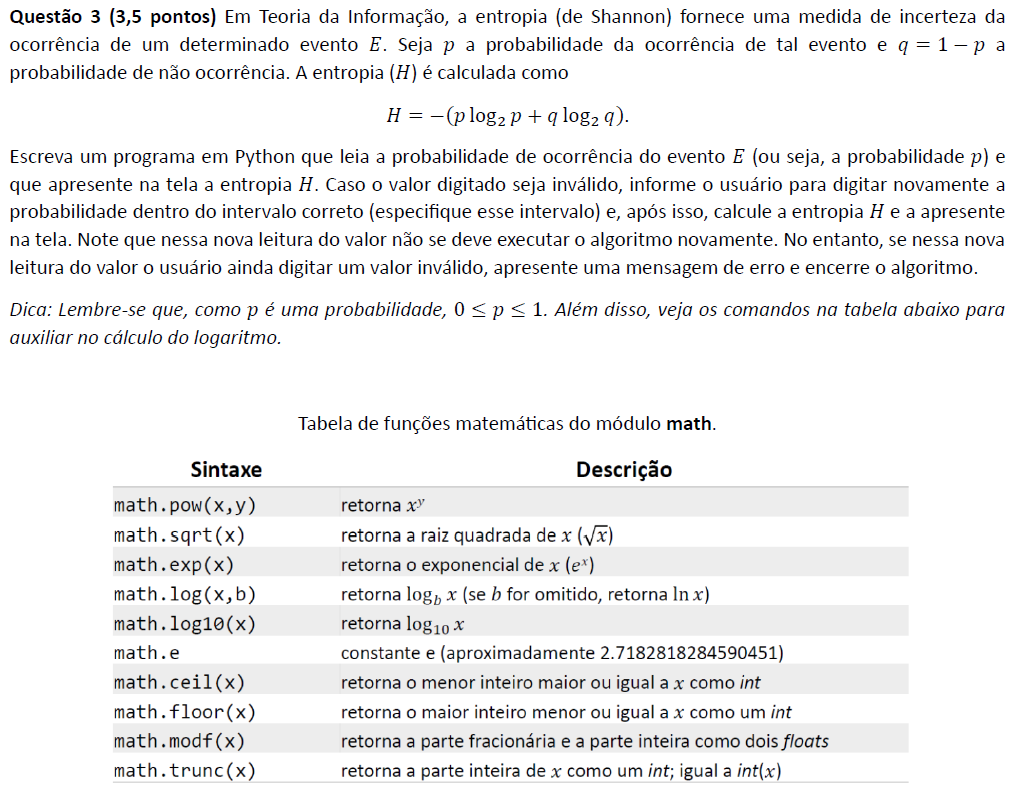 Questão 3 (3,5 pontos) Em Teoria da Informação, a entropia (de Shannon) fornece uma medida de incerteza da
ocorrência de um determinado evento E. Seja p a probabilidade da ocorrência de tal evento e q = 1 − p a
probabilidade de não ocorrência. A entropia (H) é calculada como
H = −(p log₂ p + q log₂ q).
Escreva um programa em Python que leia a probabilidade de ocorrência do evento E (ou seja, a probabilidade p) e
que apresente na tela a entropia H. Caso o valor digitado seja inválido, informe o usuário para digitar novamente a
probabilidade dentro do intervalo correto (especifique esse intervalo) e, após isso, calcule a entropia H e a apresente
na tela. Note que nessa nova leitura do valor não se deve executar o algoritmo novamente. No entanto, se nessa nova
leitura do valor o usuário ainda digitar um valor inválido, apresente uma mensagem de erro e encerre o algoritmo.
Dica: Lembre-se que, como p é uma probabilidade, 0 ≤ p ≤ 1. Além disso, veja os comandos na tabela abaixo para
auxiliar no cálculo do logaritmo.
Tabela de funções matemáticas do módulo math.
Sintaxe Descrição
math.pow(x,y) retorna xʸ
math.sqrt(x) retorna a raiz quadrada de x (√x)
math.exp(x) retorna o exponencial de x (eˣ)
math.log(x,b) retorna log_b x (se b for omitido, retorna ln x)
math.log10(x) retorna log₁₀ x
math.e constante e (aproximadamente 2.7182818284590451)
math.ceil(x) retorna o menor inteiro maior ou igual a x como int
math.floor(x) retorna o maior inteiro menor ou igual a x como um int
math.modf(x) retorna a parte fracionária e a parte inteira como dois floats
math.trunc(x) retorna a parte inteira de x como um int; igual a int(x)